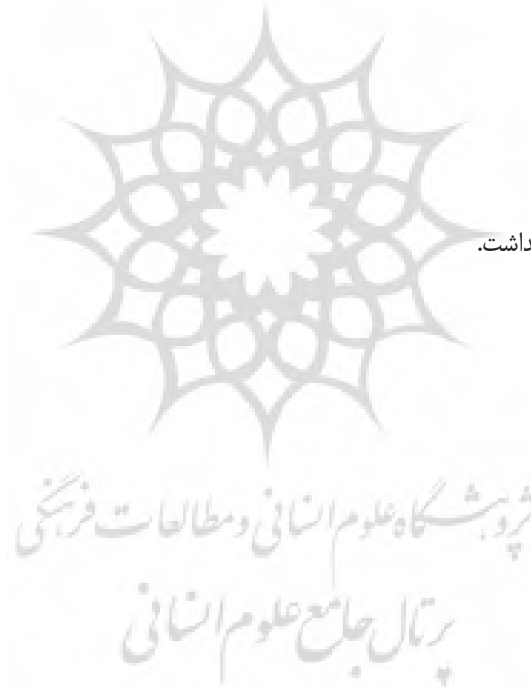 داشت.
پژوهشگاه علوم انسانی و مطالعات فرهنگی
پرتال جامع علوم انسانی